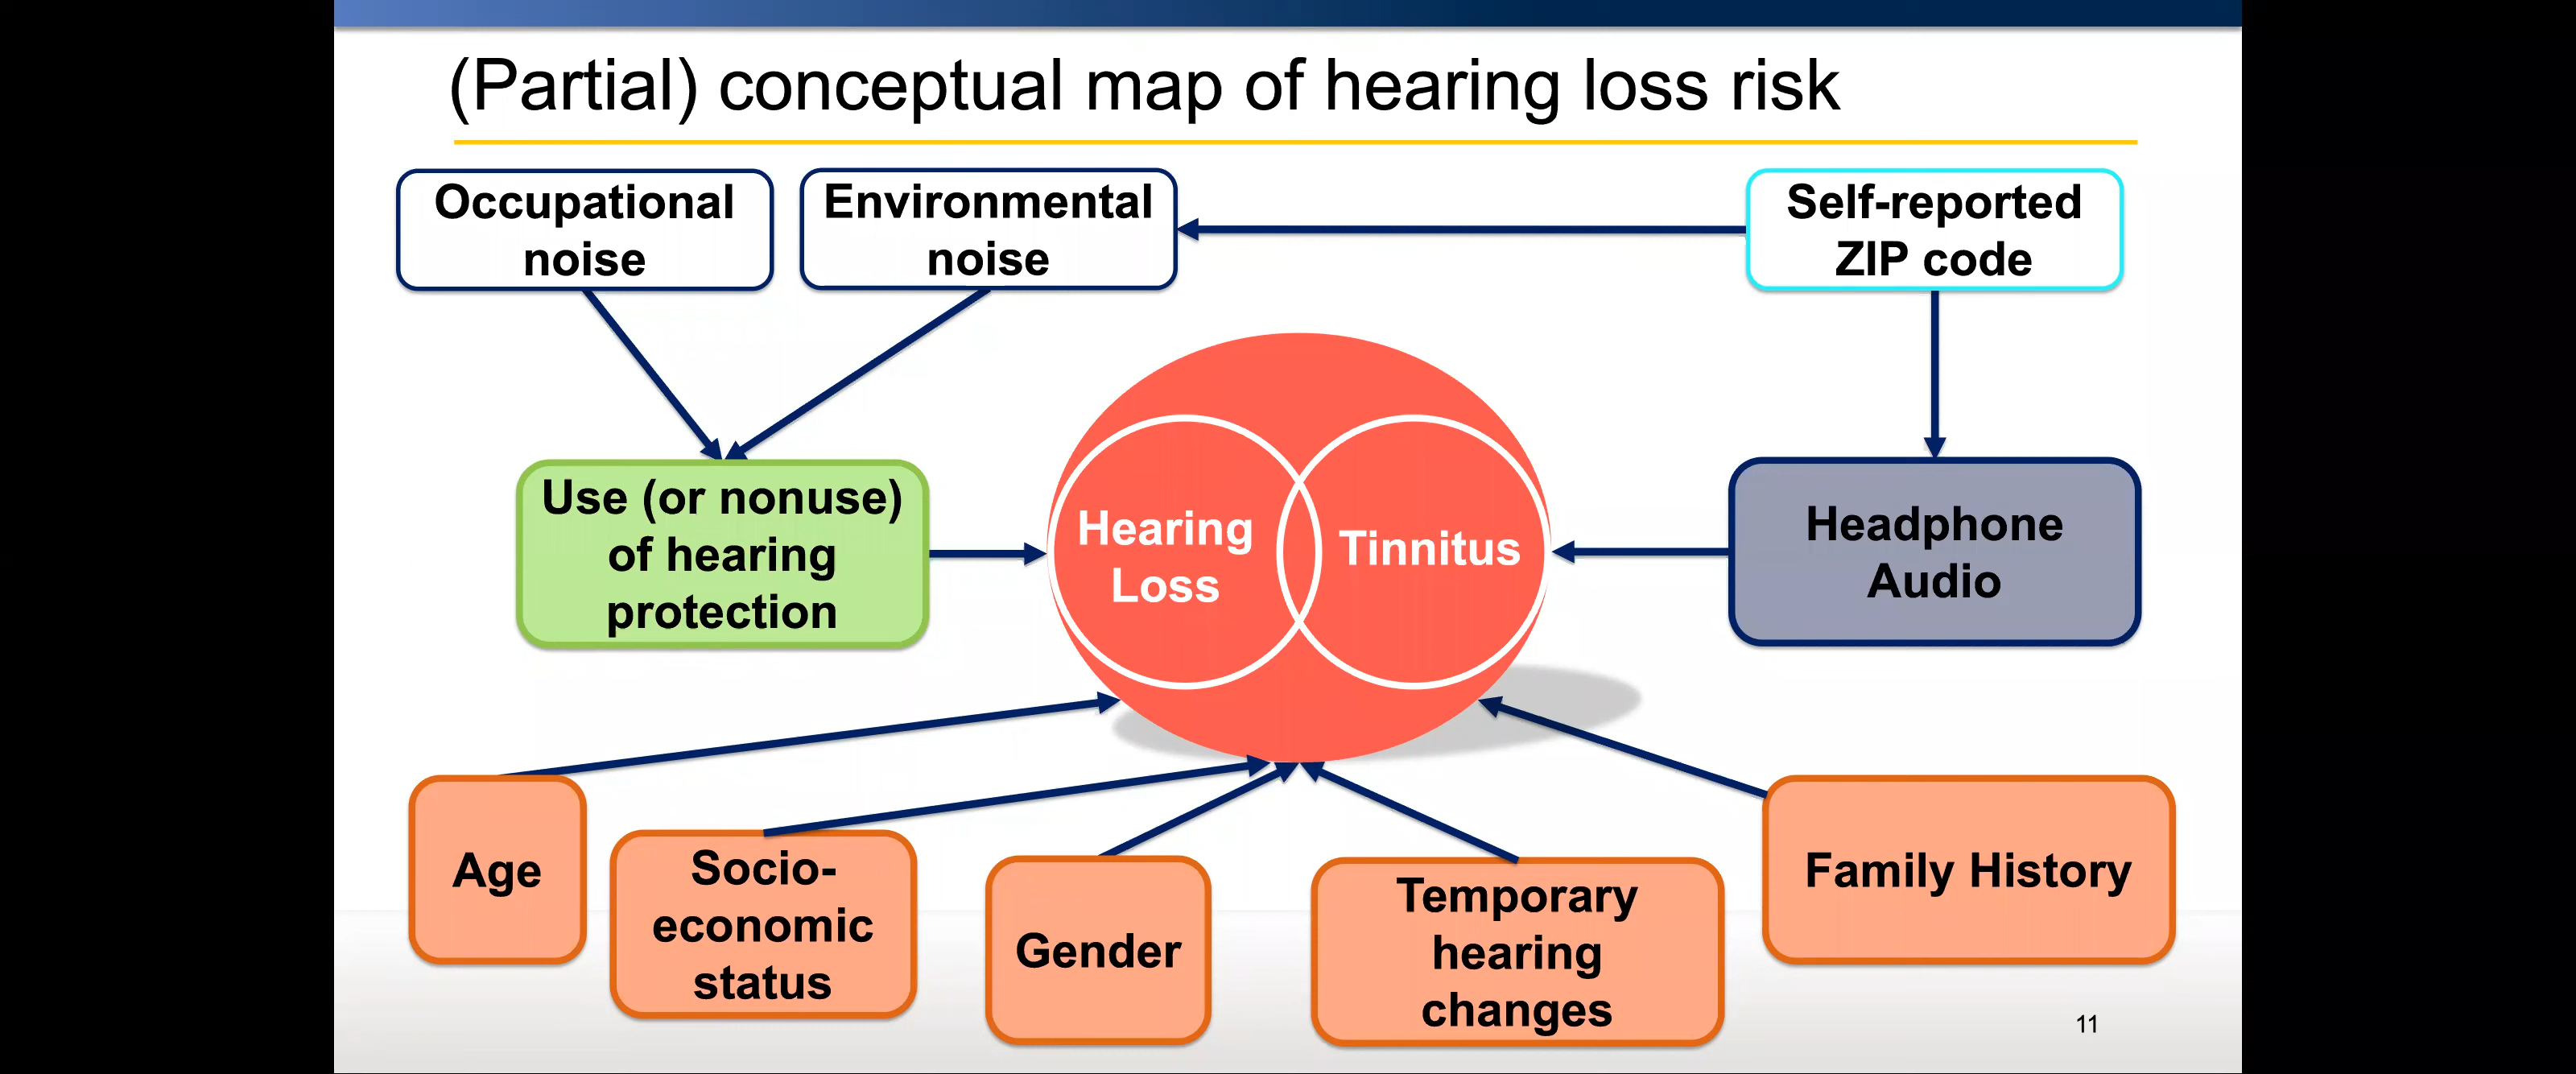 (Partial) conceptual map of hearing loss risk
Occupational
noise
Environmental
noise
Self-reported
ZIP code
Use (or nonuse)
of hearing
protection
Hearing
Loss
Tinnitus
Headphone
Audio
Age
Socio-
economic
status
Gender
Temporary
hearing
changes
Family History
11